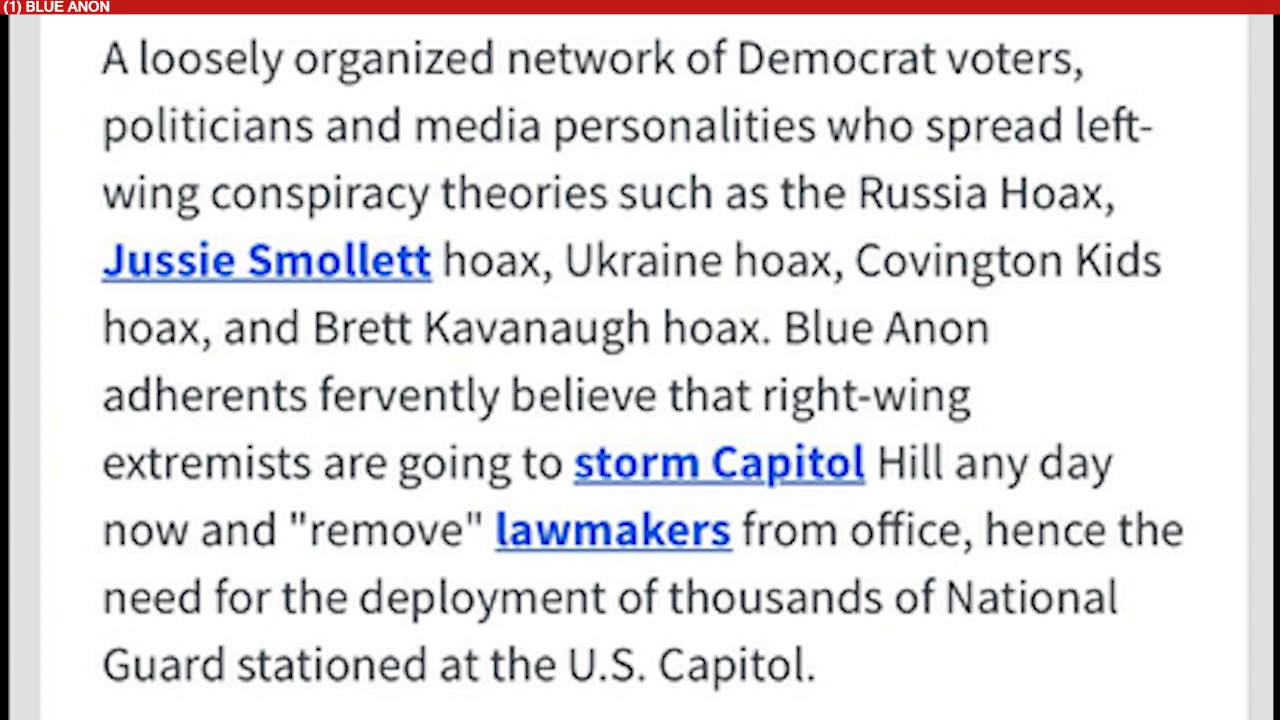 (1) BLUE ANON
A loosely organized network of Democrat voters,
politicians and media personalities who spread left-
wing conspiracy theories such as the Russia Hoax,
Jussie Smollett hoax, Ukraine hoax, Covington Kids
hoax, and Brett Kavanaugh hoax. Blue Anon
adherents fervently believe that right-wing
extremists are going to storm Capitol Hill any day
now and "remove" lawmakers from office, hence the
need for the deployment of thousands of National
Guard stationed at the U.S. Capitol.